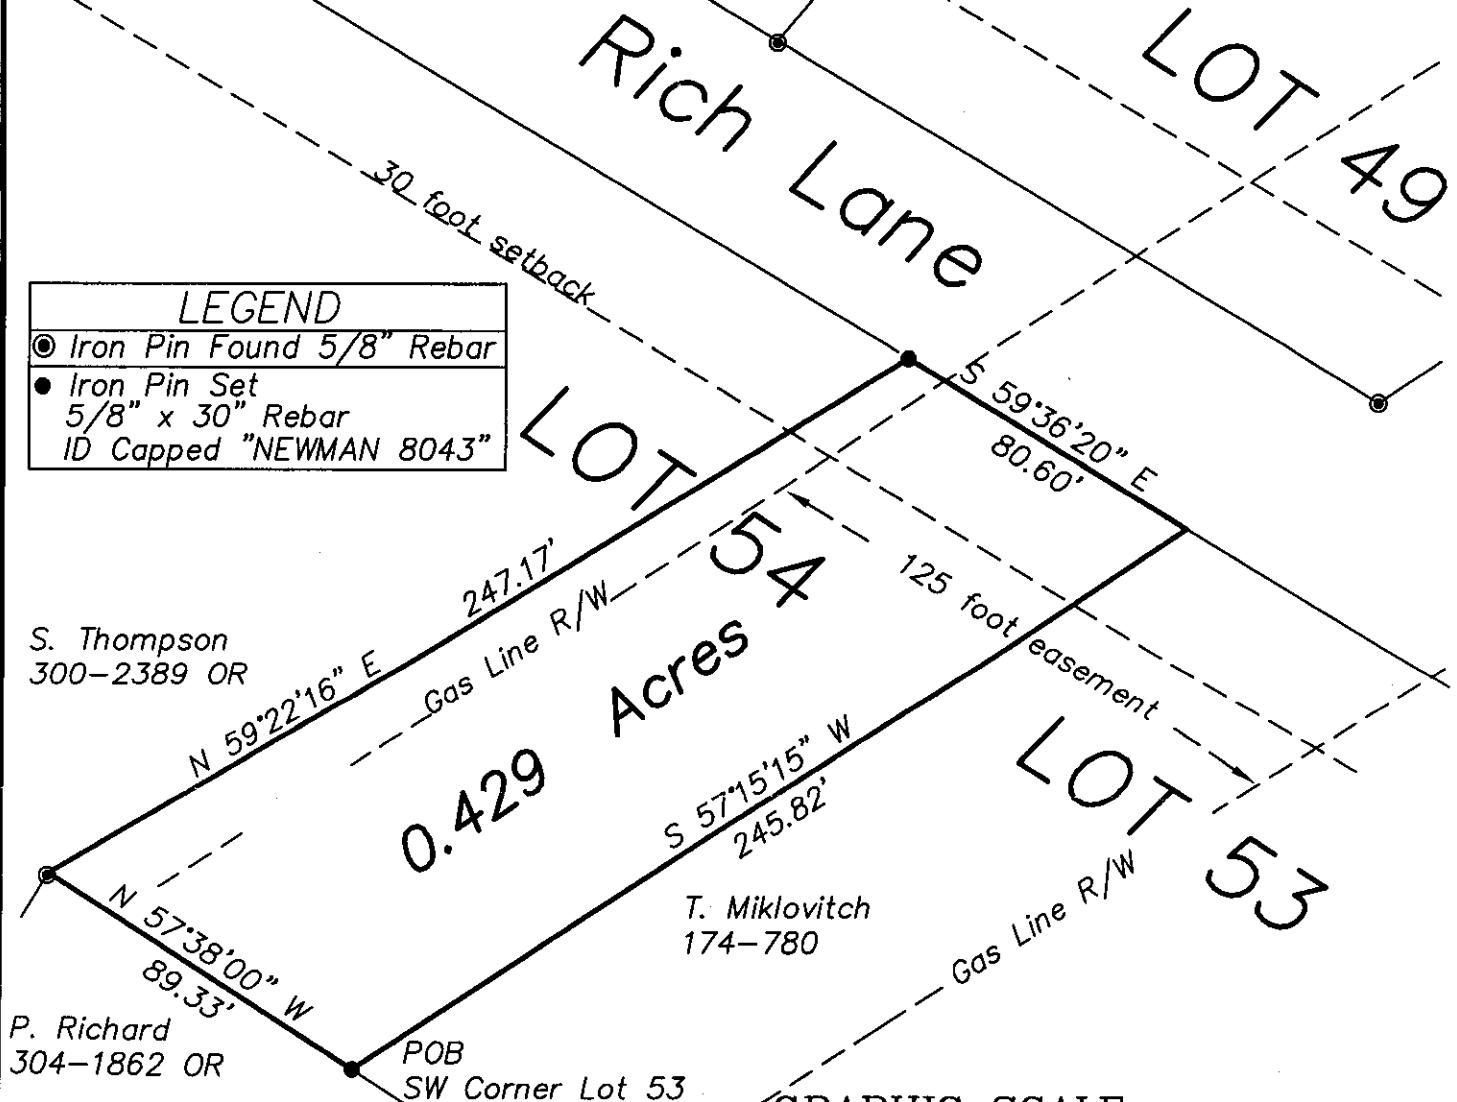 Rich Lane
LOT 49
30 foot setback
LEGEND
Iron Pin Found 5/8" Rebar
Iron Pin Set
5/8" x 30" Rebar
ID Capped "NEWMAN 8043"
S 59°36'20" E
80.60'
LOT 54
125 foot easement
247.17'
N 59°22'16" E
Gas Line R/W
S. Thompson
300-2389 OR
0.429 Acres
S 57°15'15" W
245.82'
LOT 53
T. Miklovitch
174-780
Gas Line R/W
N 57°38'00" W
89.33'
P. Richard
304-1862 OR
POB
SW Corner Lot 53
GRAPHIC SCALE